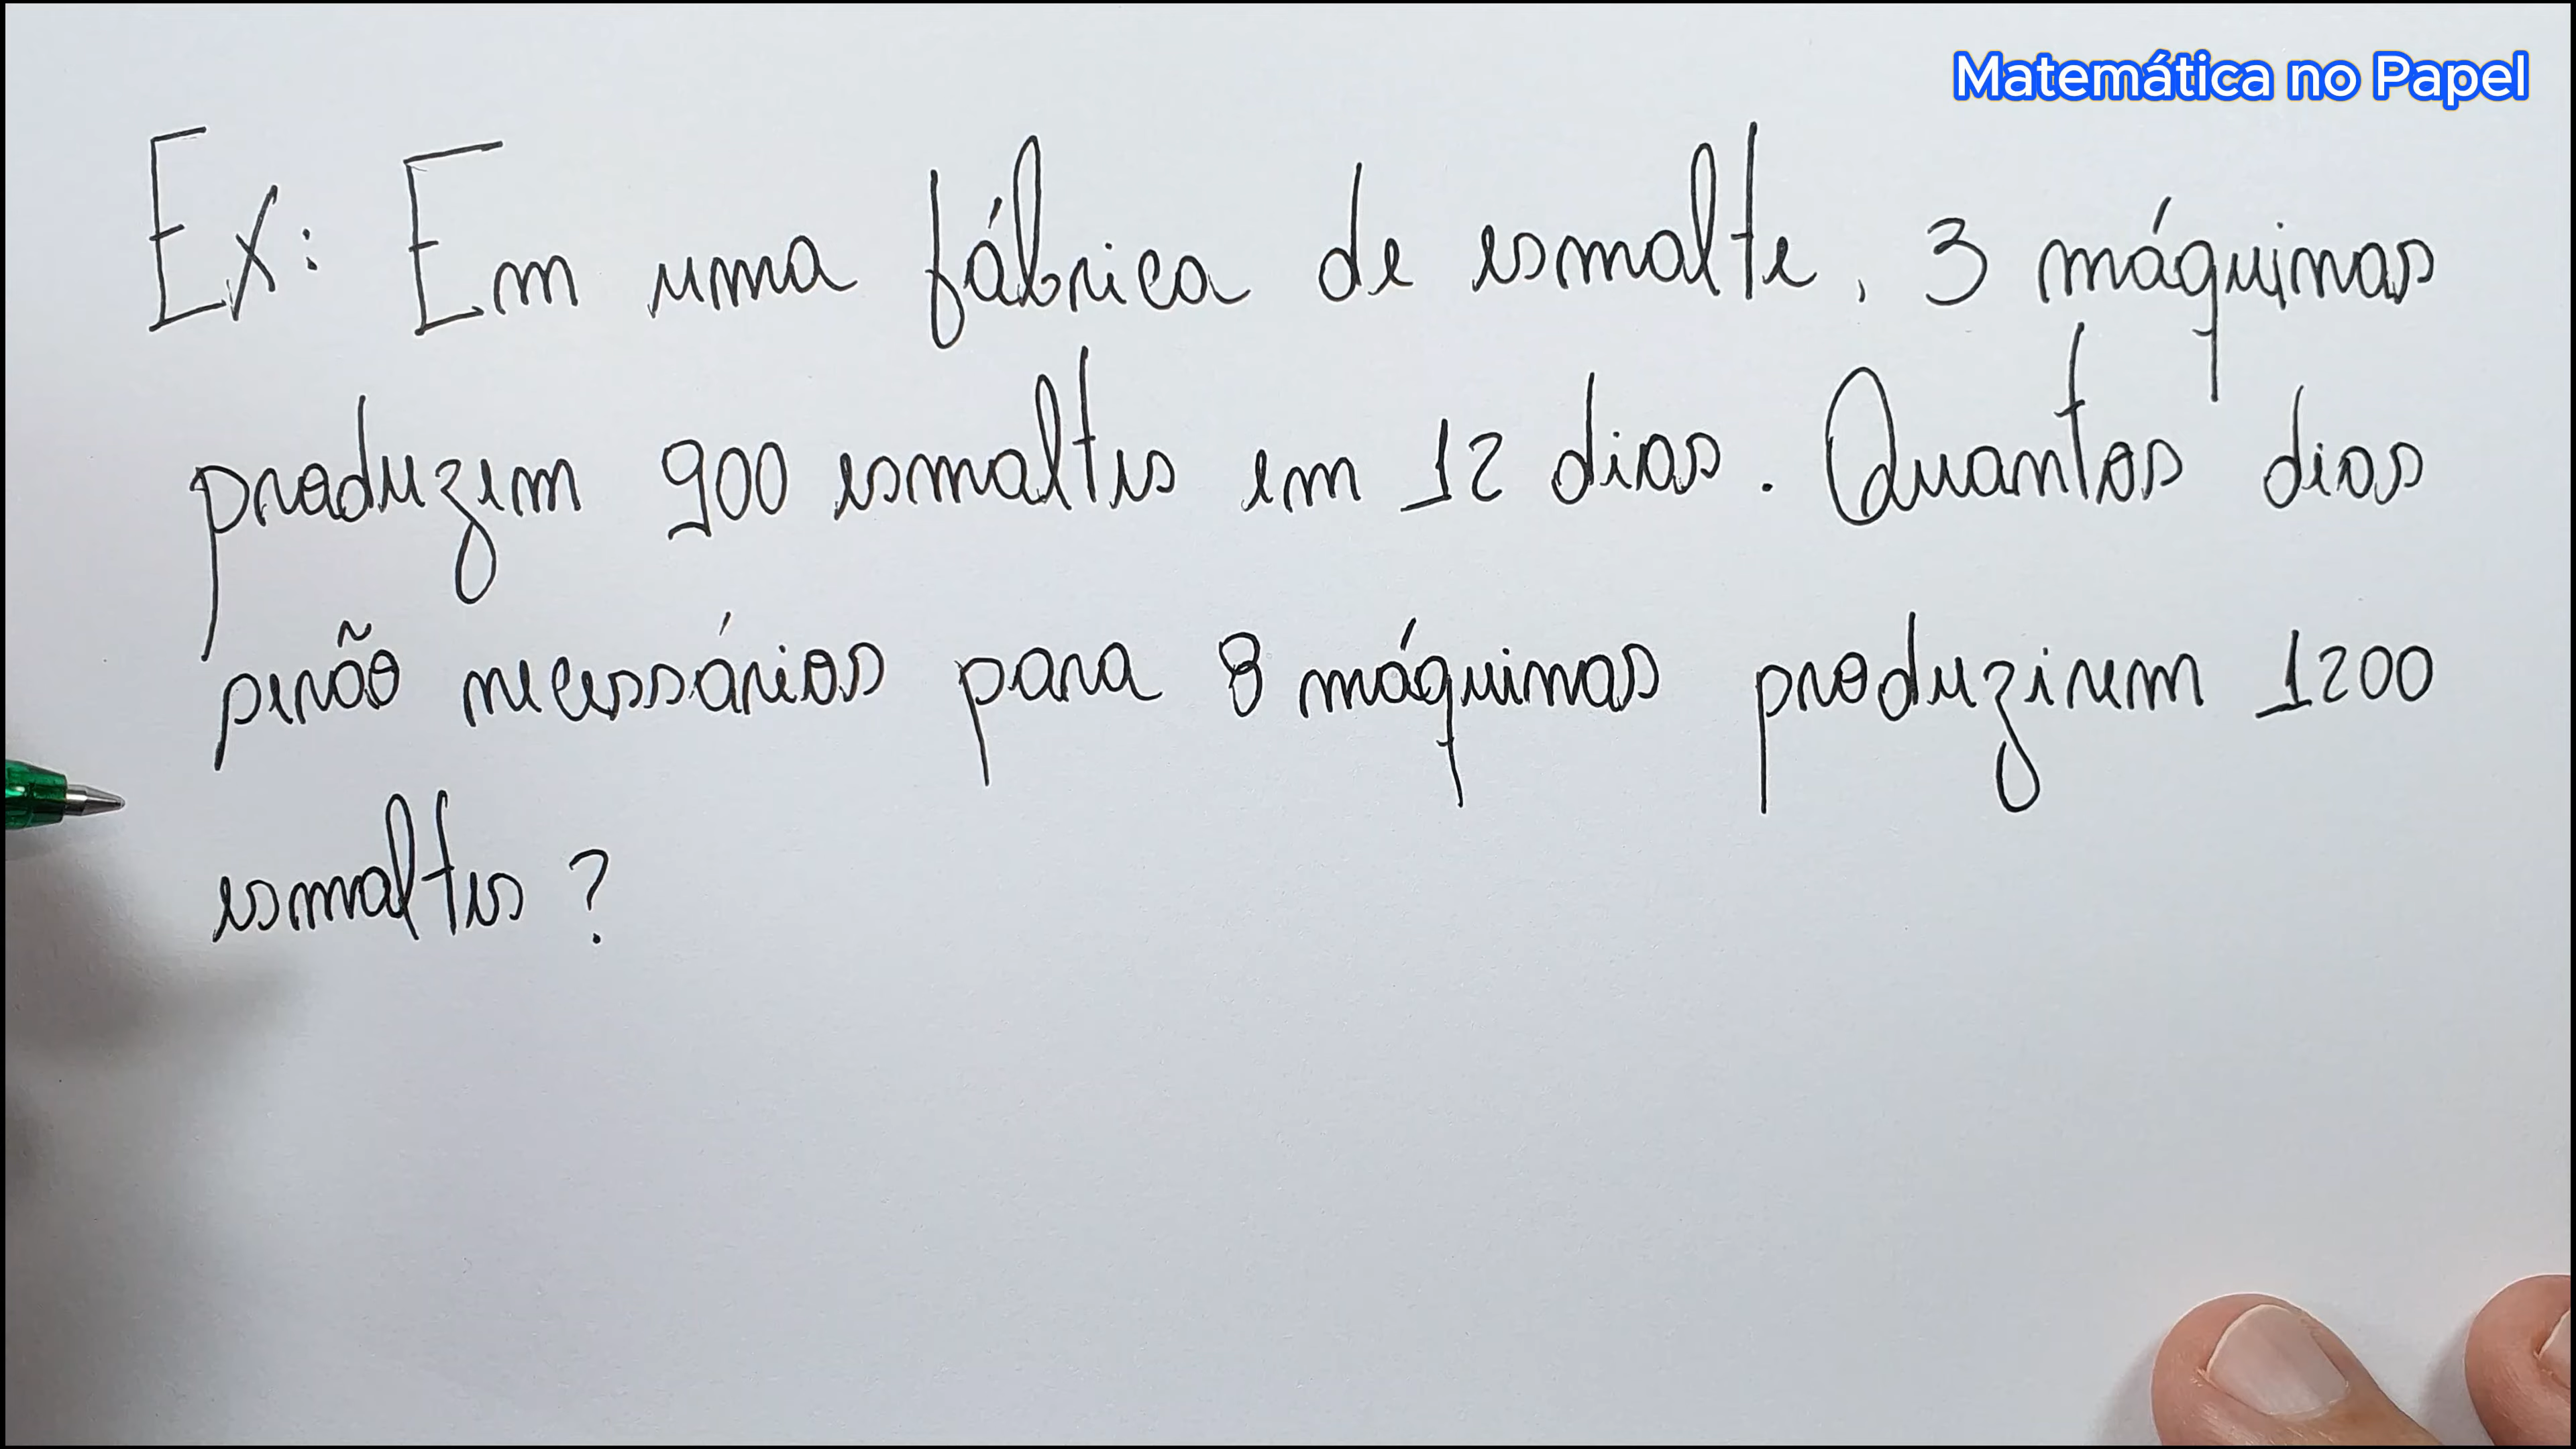 Matemática no Papel
Ex: Em uma fábrica de esmalte, 3 máquinas
produzem 900 esmaltes em 12 dias. Quantos dias
serão necessários para 8 máquinas produzirem 1200
esmaltes?